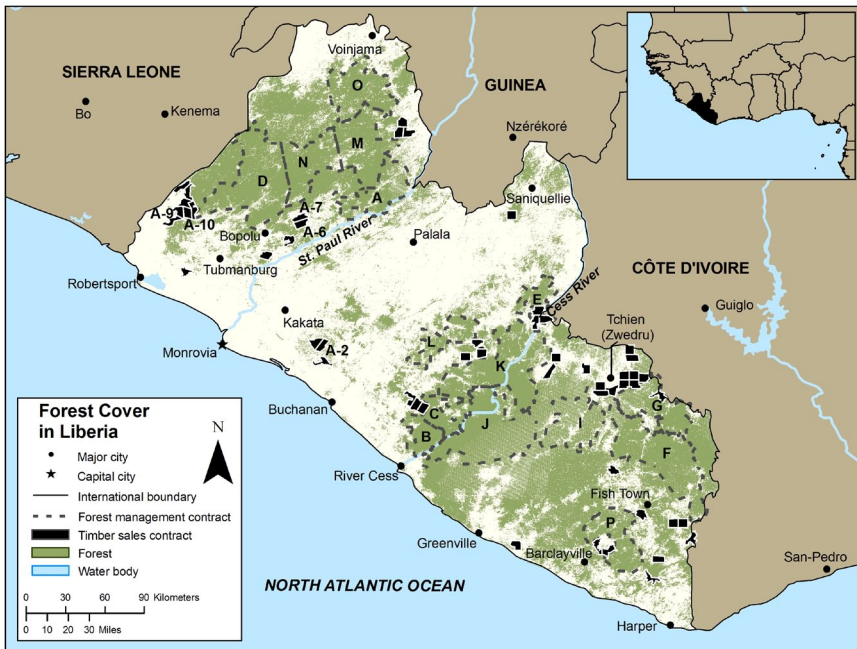 Voinjama
SIERRA LEONE
GUINEA
O
Bo
Kenema
Nzérékoré
M
N
D
A
Saniquellie
A-9
A-10
A-7
A-6
Bopolu
St. Paul River
Palala
Tubmanburg
CÔTE D'IVOIRE
Robertsport
E
Cess River
Tchien
(Zwedru)
Guiglo
Kakata
Monrovia
L
A-2
K
Buchanan
C
B
J
I
G
F
River Cess
Fish Town
P
Greenville
Barclayville
San-Pedro
NORTH ATLANTIC OCEAN
Harper
Forest Cover
in Liberia
N
Major city
Capital city
International boundary
Forest management contract
Timber sales contract
Forest
Water body
0 15 30 60 90 Kilometers
0 10 20 30 Miles